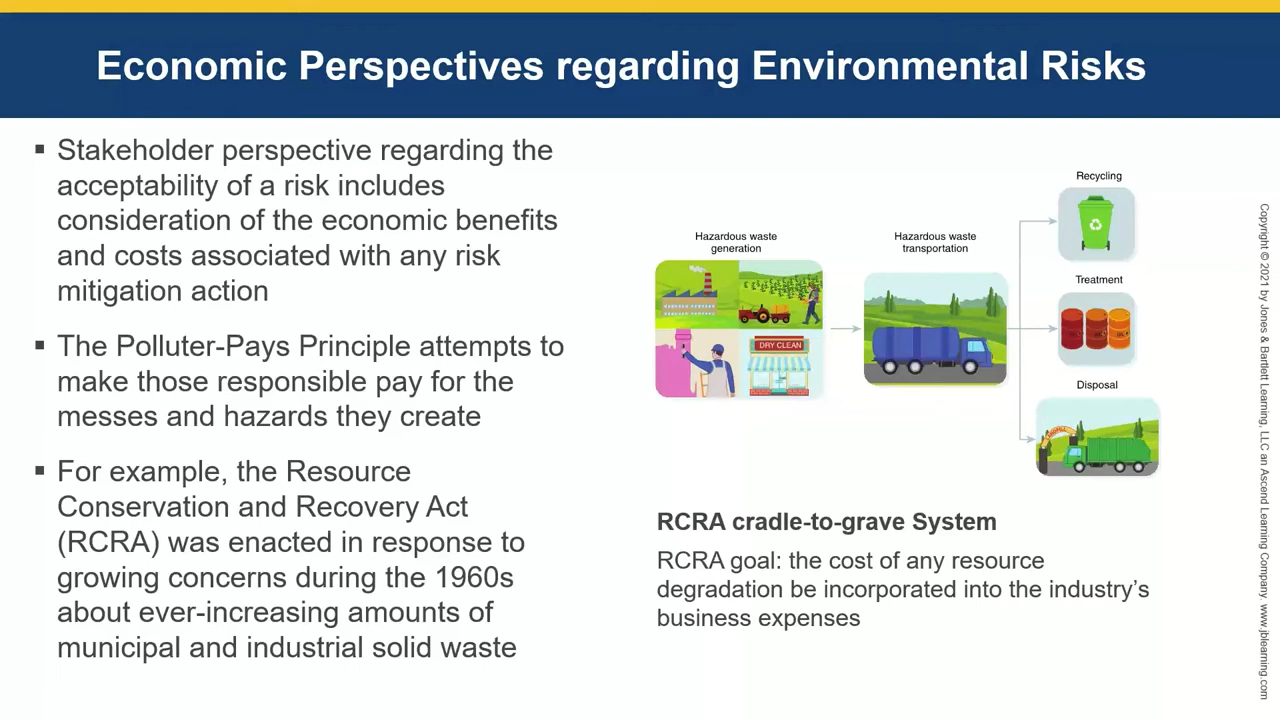 Economic Perspectives regarding Environmental Risks
▪ Stakeholder perspective regarding the
acceptability of a risk includes
consideration of the economic benefits
and costs associated with any risk
mitigation action
▪ The Polluter-Pays Principle attempts to
make those responsible pay for the
messes and hazards they create
▪ For example, the Resource
Conservation and Recovery Act
(RCRA) was enacted in response to
growing concerns during the 1960s
about ever-increasing amounts of
municipal and industrial solid waste
Hazardous waste
generation
DRY CLEAN
Hazardous waste
transportation
Recycling
Treatment
Disposal
RCRA cradle-to-grave System
RCRA goal: the cost of any resource
degradation be incorporated into the industry’s
business expenses
Copyright © 2021 by Jones & Bartlett Learning, LLC an Ascend Learning Company. www.jblearning.com